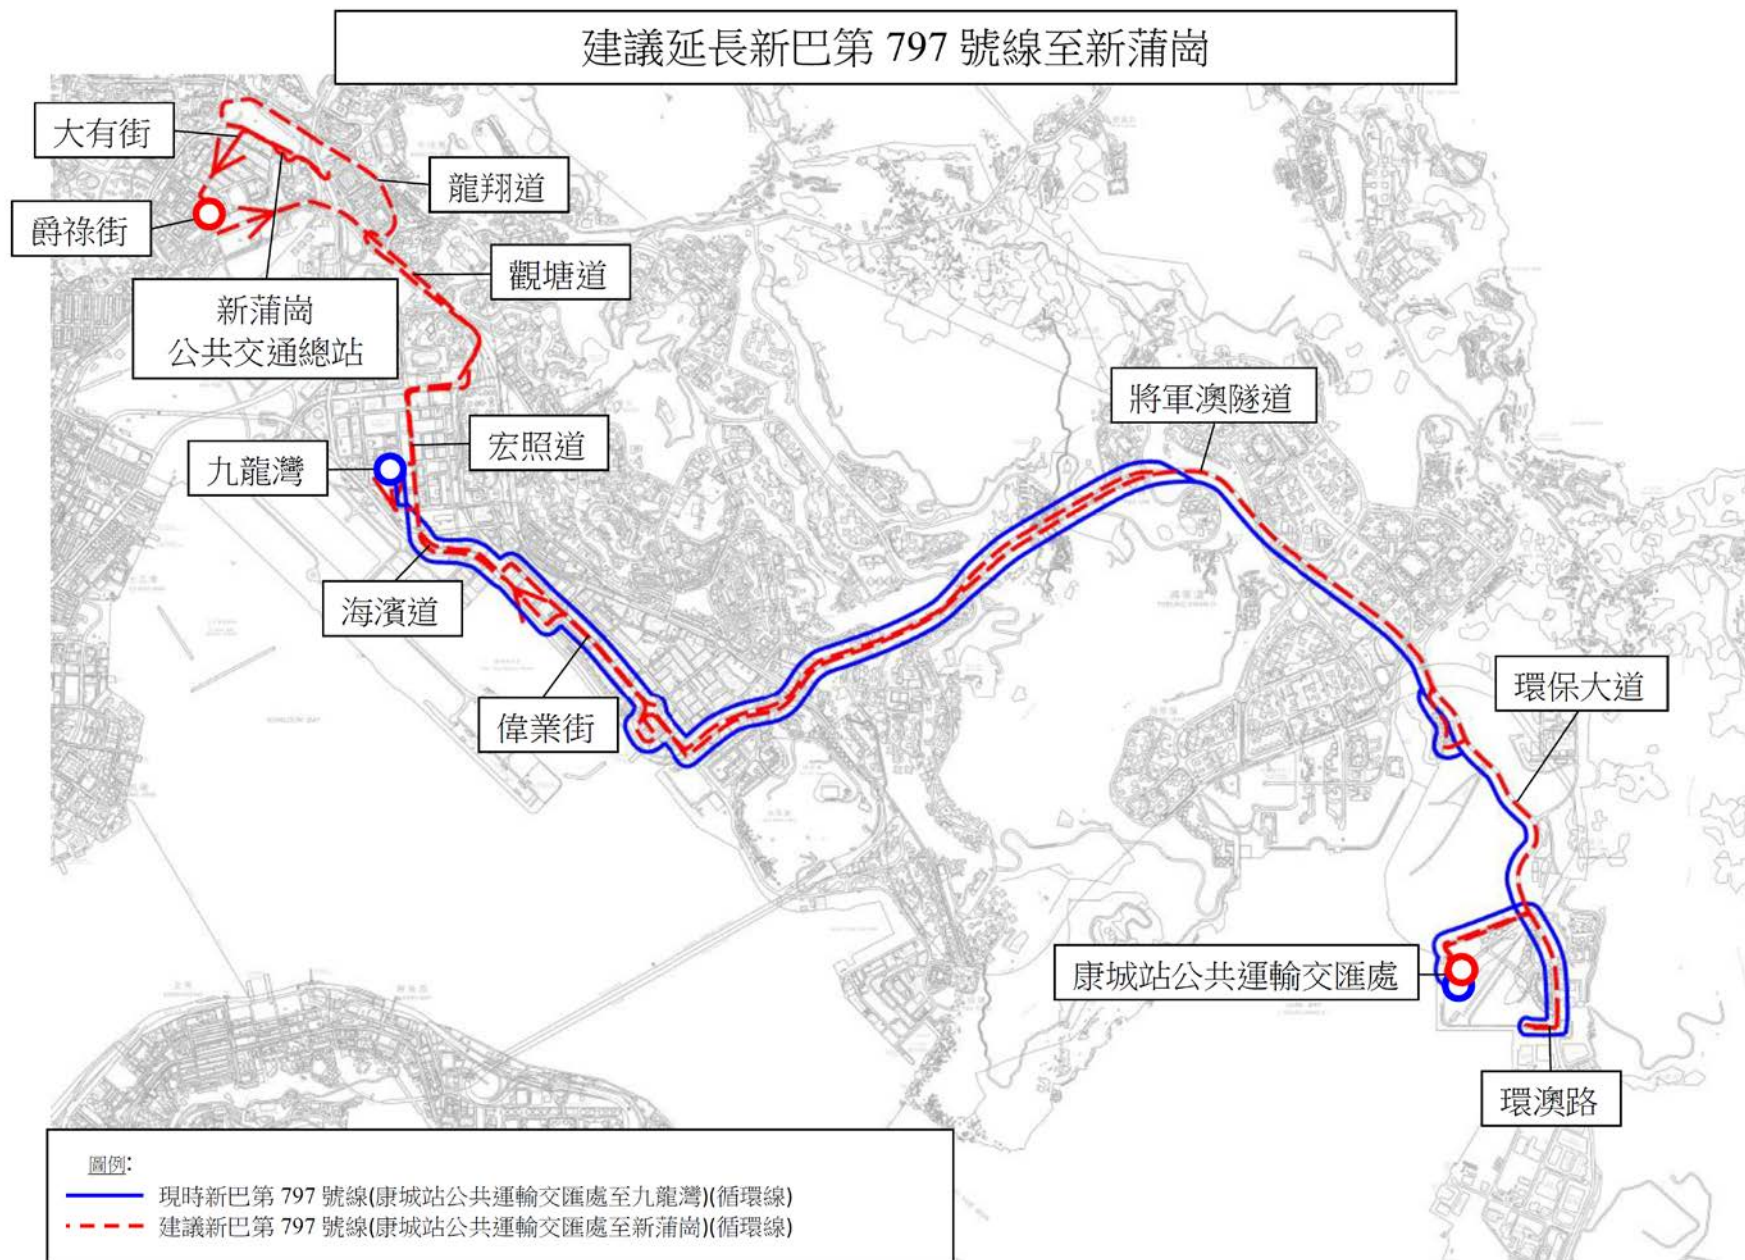 建議延長新巴第 797 號線至新蒲崗
大有街
龍翔道
爵祿街
觀塘道
新蒲崗
公共交通總站
將軍澳隧道
宏照道
九龍灣
海濱道
環保大道
偉業街
康城站公共運輸交匯處
環澳路
圖例:
現時新巴第 797 號線(康城站公共運輸交匯處至九龍灣)(循環線)
建議新巴第 797 號線(康城站公共運輸交匯處至新蒲崗)(循環線)